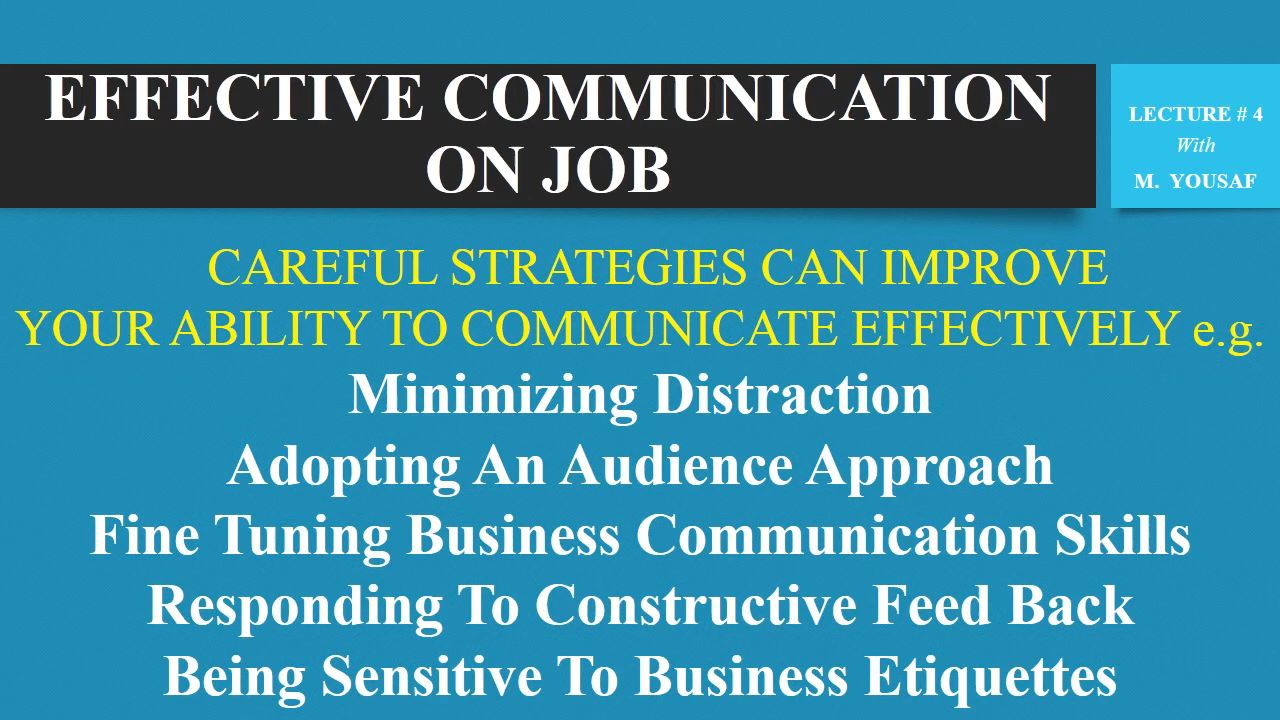 EFFECTIVE COMMUNICATION
ON JOB
LECTURE # 4
With
M. YOUSAF
CAREFUL STRATEGIES CAN IMPROVE
YOUR ABILITY TO COMMUNICATE EFFECTIVELY e.g.
Minimizing Distraction
Adopting An Audience Approach
Fine Tuning Business Communication Skills
Responding To Constructive Feed Back
Being Sensitive To Business Etiquettes